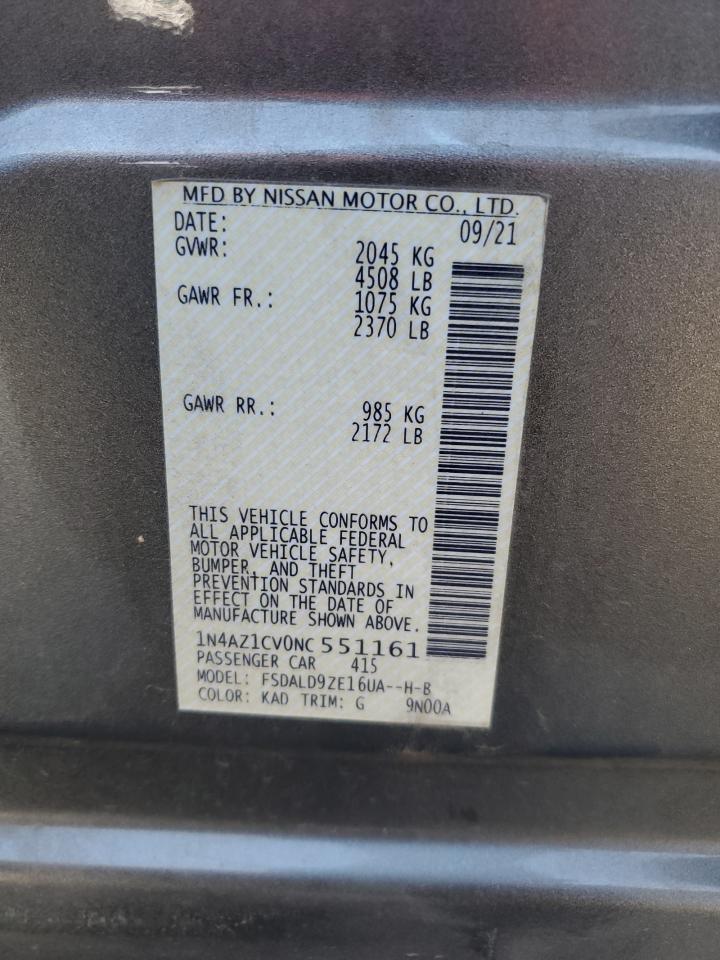 MFD BY NISSAN MOTOR CO., LTD.
DATE: 09/21
GVWR: 2045 KG
4508 LB
GAWR FR.: 1075 KG
2370 LB
GAWR RR.: 985 KG
2172 LB
THIS VEHICLE CONFORMS TO
ALL APPLICABLE FEDERAL
MOTOR VEHICLE SAFETY,
BUMPER, AND THEFT
PREVENTION STANDARDS IN
EFFECT ON THE DATE OF
MANUFACTURE SHOWN ABOVE.
1N4AZ1CV0NC 551161
PASSENGER CAR 415
MODEL: FSDALD9ZE16UA--H-B
COLOR: KAD TRIM: G 9N00A